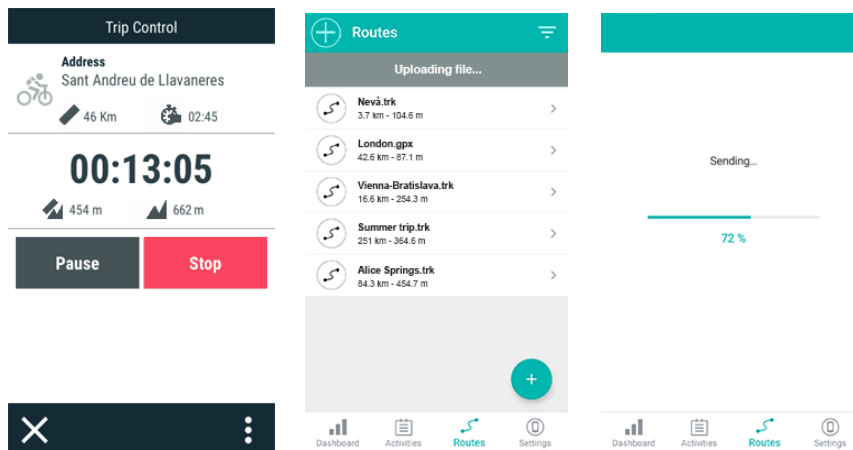 Trip Control
Address
Sant Andreu de Llavaneres
46 Km
02:45
00:13:05
454 m
662 m
Pause
Stop
Routes
Uploading file...
Nevà.trk
3.7 km - 104.6 m
London.gpx
42.6 km - 87.1 m
Vienna-Bratislava.trk
16.6 km - 254.3 m
Summer trip.trk
251 km - 364.6 m
Alice Springs.trk
84.3 km - 454.7 m
+
Dashboard
Activities
Routes
Settings
Sending...
72 %
Dashboard
Activities
Routes
Settings